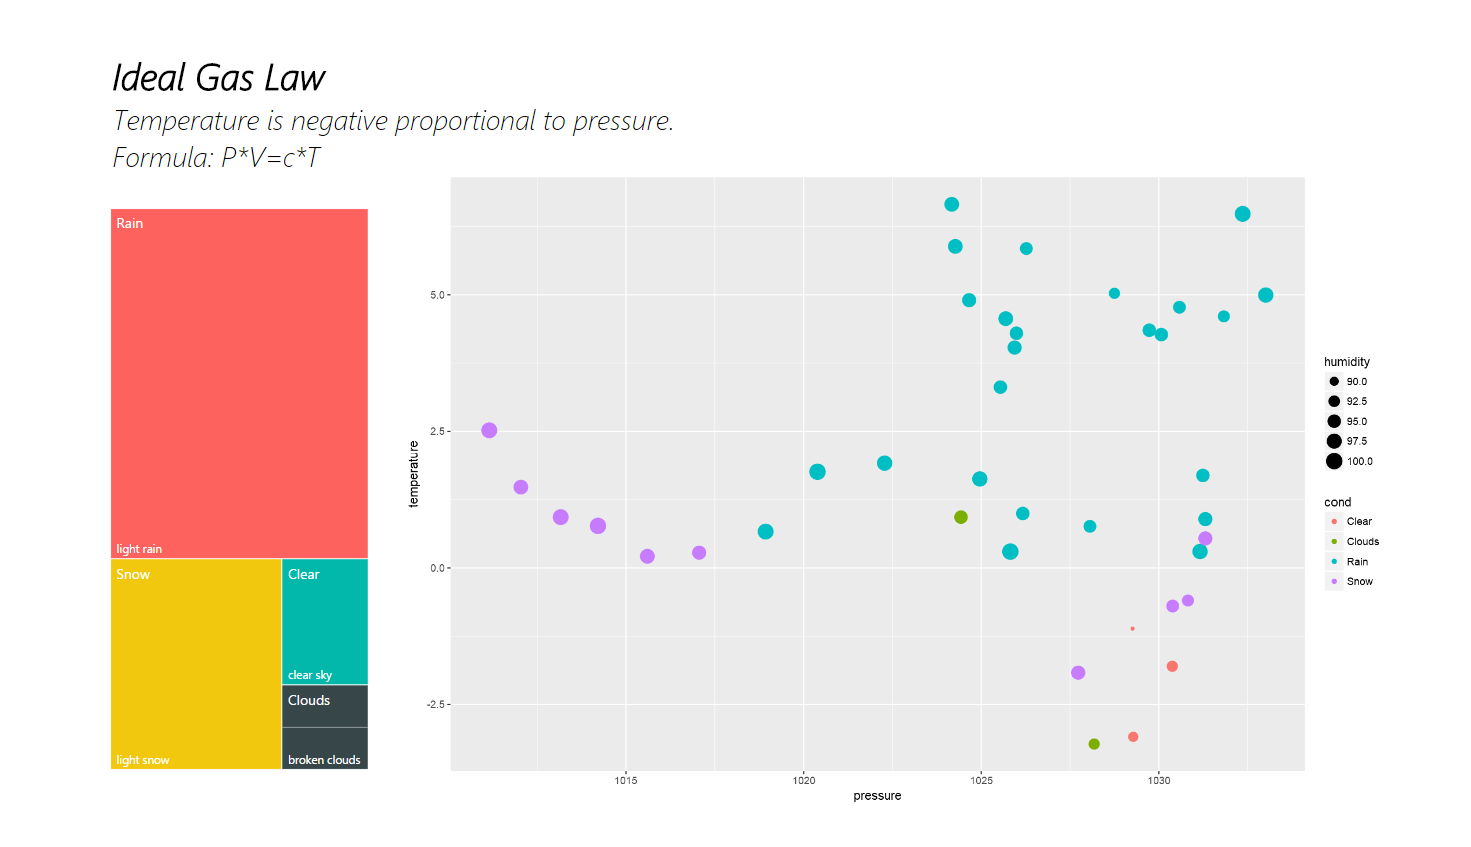 Ideal Gas Law
Temperature is negative proportional to pressure.
Formula: P*V=c*T
Rain
light rain
Snow
light snow
Clear
clear sky
Clouds
broken clouds
temperature
5.0
2.5
0.0
-2.5
1015
1020
1025
1030
pressure
humidity
90.0
92.5
95.0
97.5
100.0
cond
Clear
Clouds
Rain
Snow